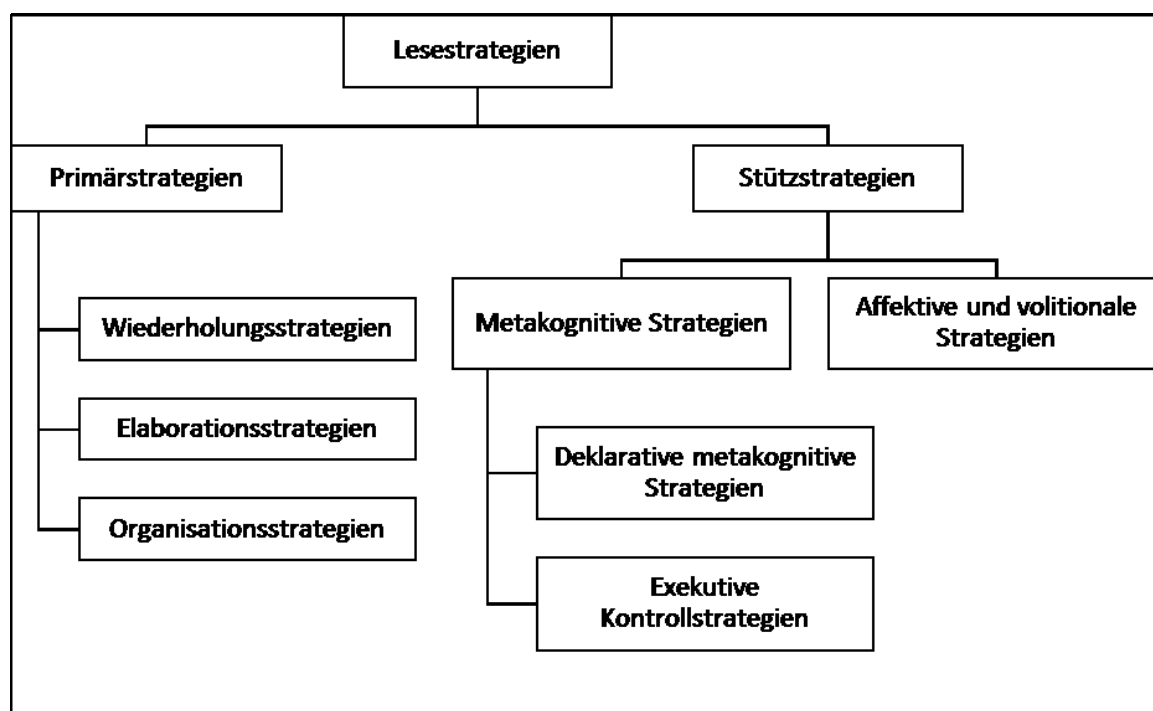 Lesestrategien
Primärstrategien
Stützstrategien
Wiederholungsstrategien
Elaborationsstrategien
Organisationsstrategien
Metakognitive Strategien
Affektive und volitionale
Strategien
Deklarative metakognitive
Strategien
Exekutive
Kontrollstrategien